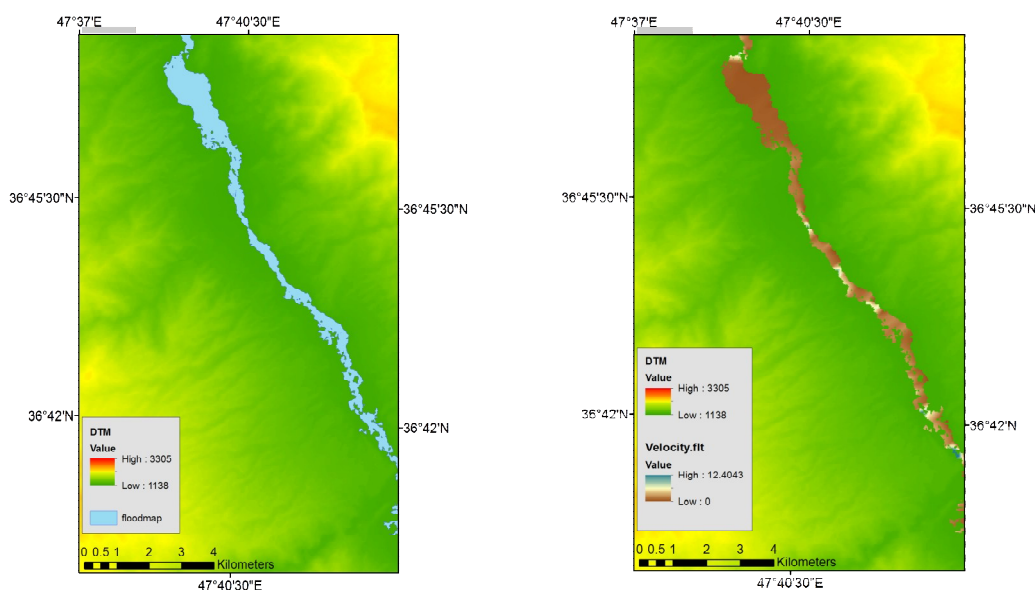 47°37'E
47°40'30"E
36°45'30"N
36°45'30"N
36°42'N
36°42'N
DTM
Value
High : 3305
Low : 1138
floodmap
0 0.5 1 2 3 4
Kilometers
47°40'30"E
47°37'E
47°40'30"E
36°45'30"N
36°45'30"N
36°42'N
36°42'N
DTM
Value
High : 3305
Low : 1138
Velocity.flt
Value
High : 12.4043
Low : 0
0 0.5 1 2 3 4
Kilometers
47°40'30"E